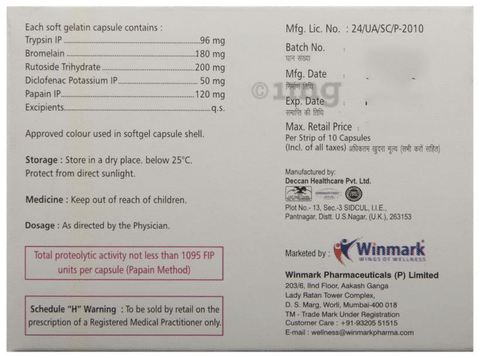 Each soft gelatin capsule contains :
Trypsin IP ........ 96 mg
Bromelain ........ 180 mg
Rutoside Trihydrate ........ 200 mg
Diclofenac Potassium IP ........ 50 mg
Papain IP ........ 120 mg
Excipients ........ q.s.
Approved colour used in softgel capsule shell.
Storage : Store in a dry place. below 25°C.
Protect from direct sunlight.
Medicine : Keep out of reach of children.
Dosage : As directed by the Physician.
Total proteolytic activity not less than 1095 FIP
units per capsule (Papain Method)
Schedule "H" Warning : To be sold by retail on the
prescription of a Registered Medical Practitioner only.
Mfg. Lic. No. : 24/UA/SC/P-2010
Batch No. :
घान संख्या
Mfg. Date :
निर्माण तिथि
Exp. Date :
समाप्ति की तिथि
Max. Retail Price :
Per Strip of 10 Capsules
(Incl. of all taxes) अधिकतम खुदरा मूल्य (सभी करों सहित)
Manufactured by:
Deccan Healthcare Pvt. Ltd.
Plot No.- 13, Sec.-3 SIDCUL, I.I.E.,
Pantnagar, Distt. U.S.Nagar, (U.K.), 263153
Marketed by : Winmark
WINGS OF WELLNESS
Winmark Pharmaceuticals (P) Limited
203/6, IInd Floor, Aakash Ganga
Lady Ratan Tower Complex,
D. S. Marg, Worli, Mumbai-400 018
TM - Trade Mark Under Registration
Customer Care : +91-93205 51515
E-mail : wellness@winmarkpharma.com
©1mg